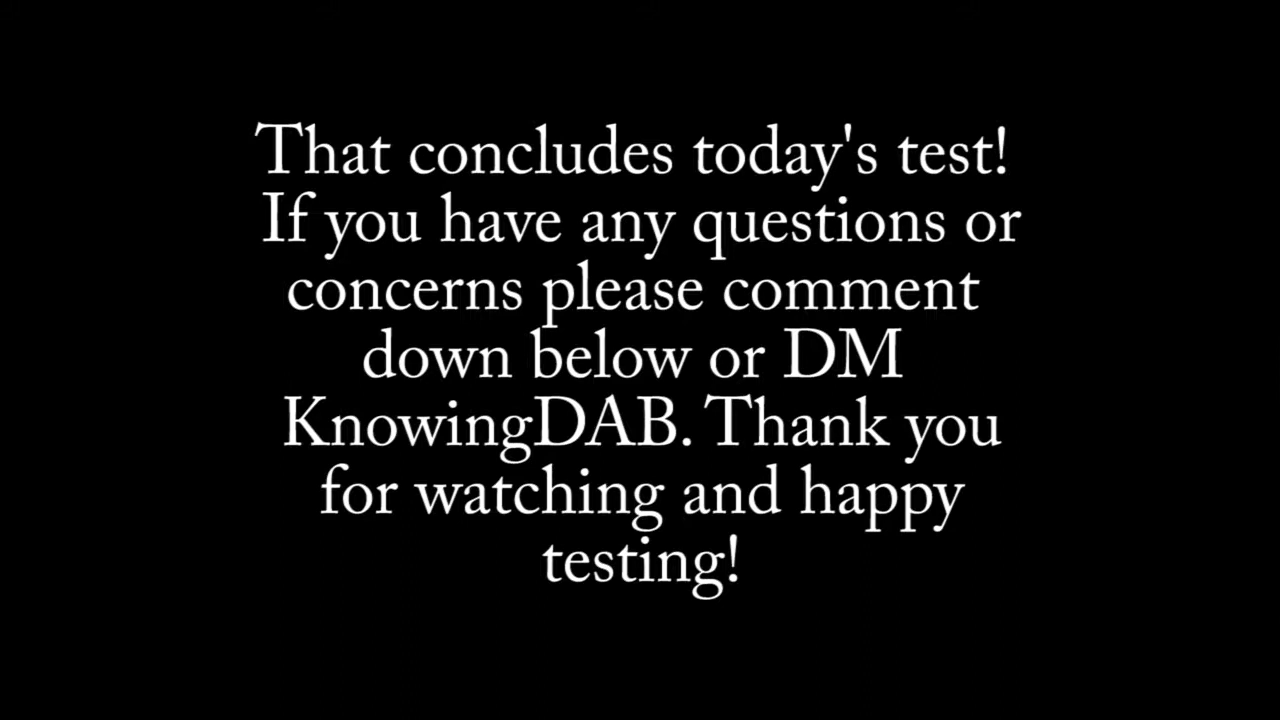 That concludes today's test!
If you have any questions or
concerns please comment
down below or DM
KnowingDAB. Thank you
for watching and happy
testing!